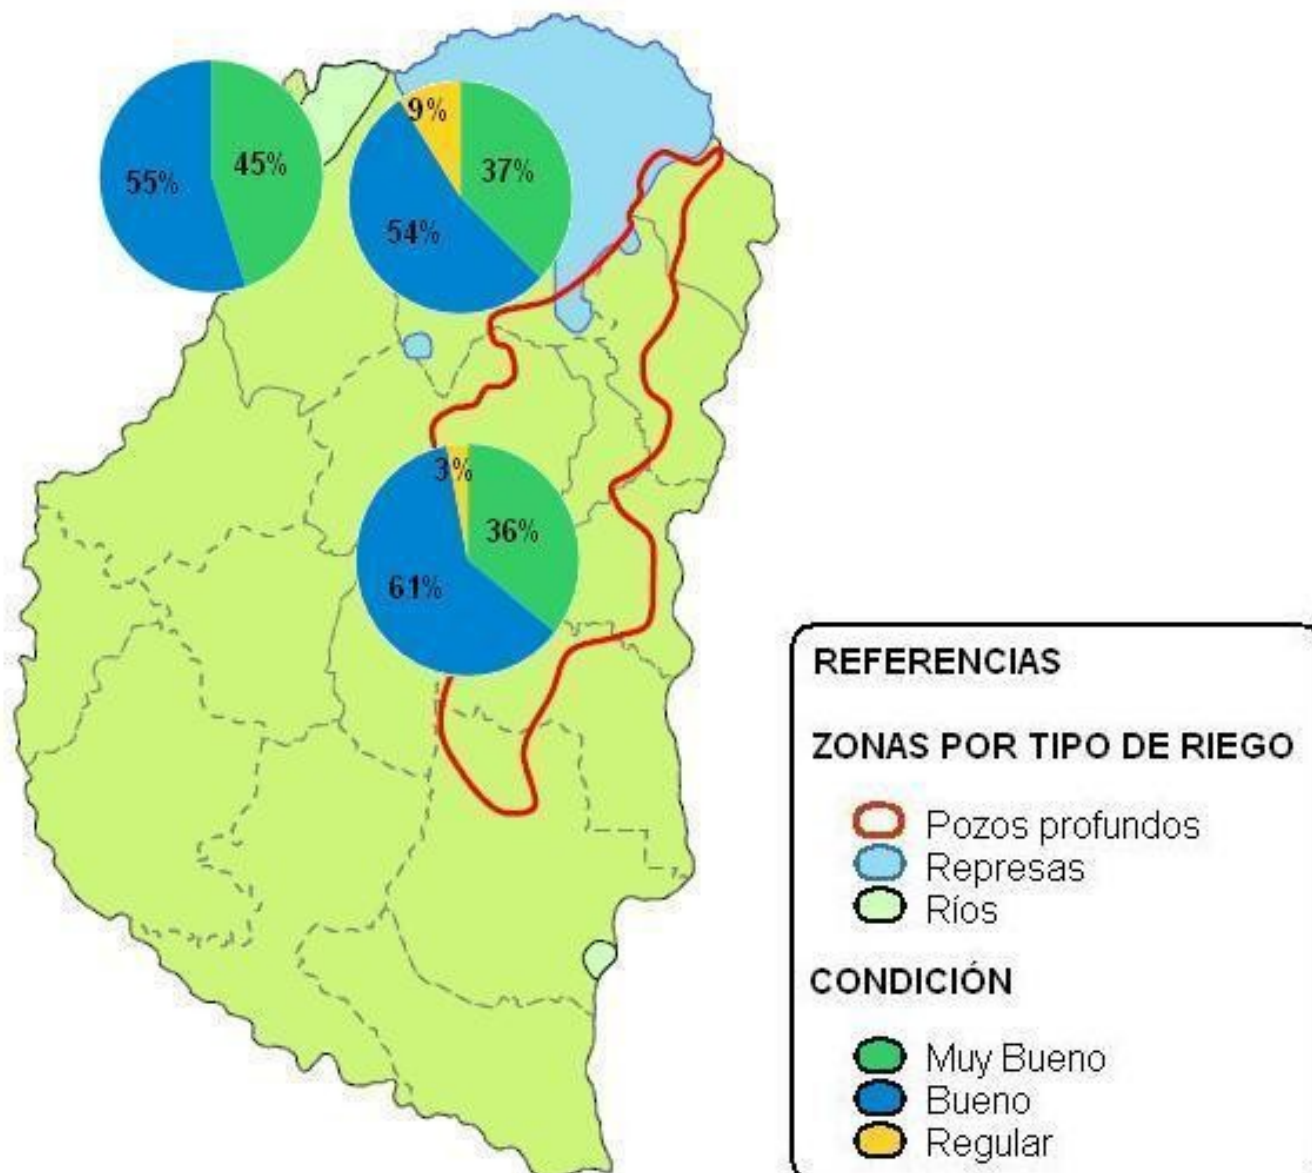 9%
45%
37%
55%
54%
3%
36%
61%
REFERENCIAS
ZONAS POR TIPO DE RIEGO
Pozos profundos
Represas
Ríos
CONDICIÓN
Muy Bueno
Bueno
Regular